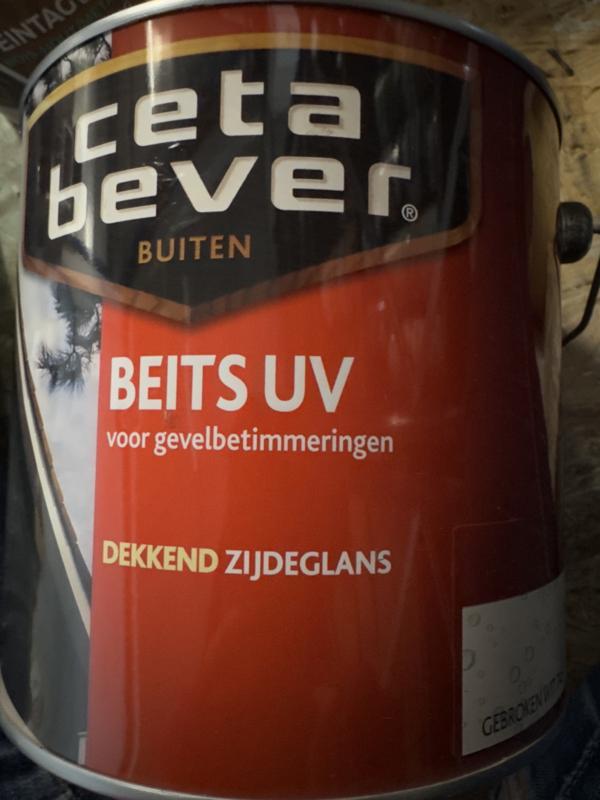 ceta
bever®
BUITEN
BEITS UV
voor gevelbetimmeringen
DEKKEND ZIJDEGLANS
GEBROKEN WIT